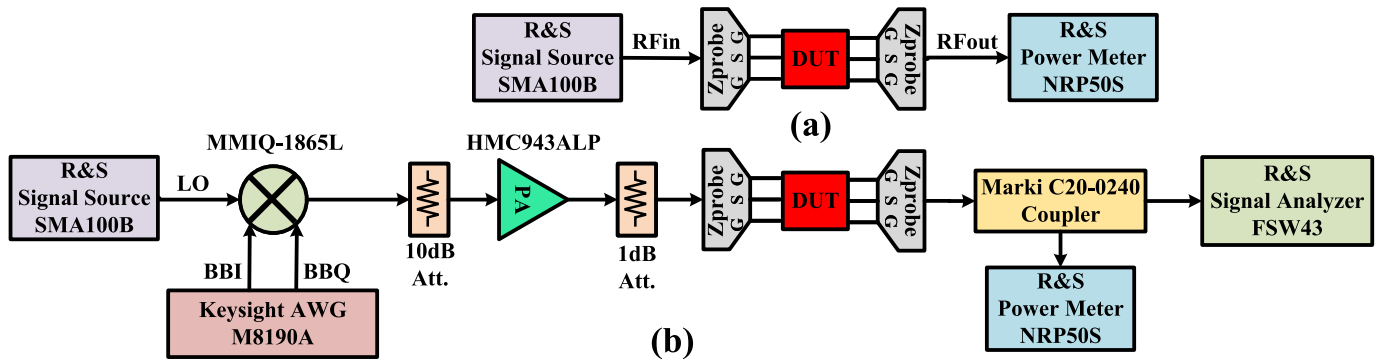 R&S
Signal Source
SMA100B
RFin
Zprobe
G S G
DUT
Zprobe
G S G
RFout
R&S
Power Meter
NRP50S
(a)
MMIQ-1865L
HMC943ALP
R&S
Signal Source
SMA100B
LO
BBI
BBQ
Keysight AWG
M8190A
10dB
Att.
PA
1dB
Att.
Zprobe
G S G
DUT
Zprobe
G S G
Marki C20-0240
Coupler
R&S
Signal Analyzer
FSW43
R&S
Power Meter
NRP50S
(b)